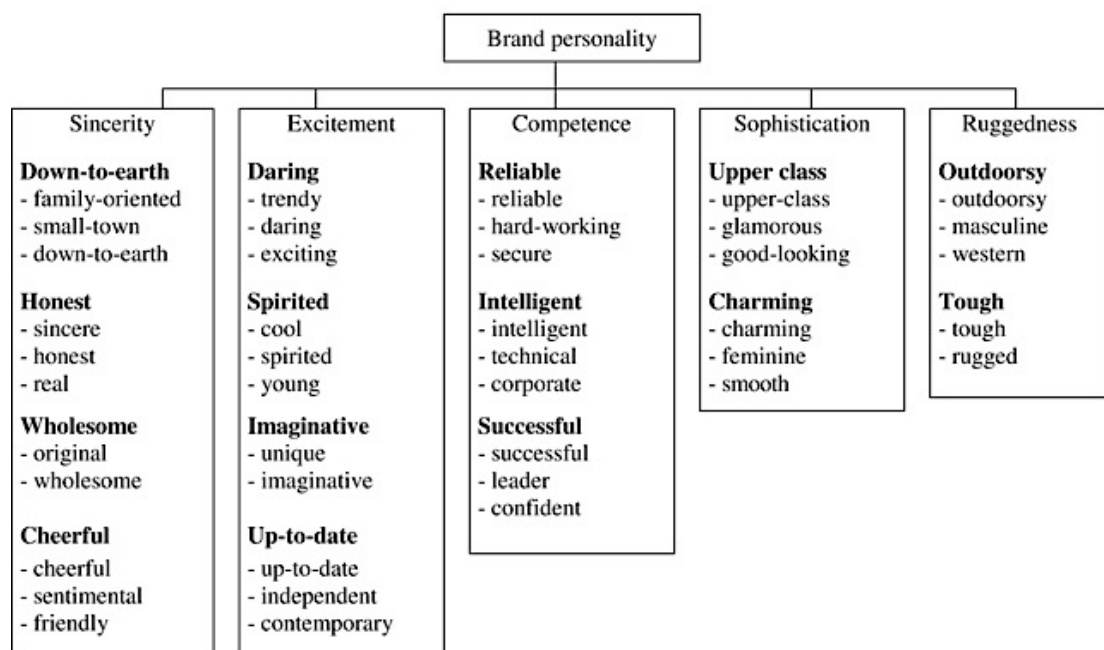 Brand personality
Sincerity
Down-to-earth
- family-oriented
- small-town
- down-to-earth
Honest
- sincere
- honest
- real
Wholesome
- original
- wholesome
Cheerful
- cheerful
- sentimental
- friendly
Excitement
Daring
- trendy
- daring
- exciting
Spirited
- cool
- spirited
- young
Imaginative
- unique
- imaginative
Up-to-date
- up-to-date
- independent
- contemporary
Competence
Reliable
- reliable
- hard-working
- secure
Intelligent
- intelligent
- technical
- corporate
Successful
- successful
- leader
- confident
Sophistication
Upper class
- upper-class
- glamorous
- good-looking
Charming
- charming
- feminine
- smooth
Ruggedness
Outdoorsy
- outdoorsy
- masculine
- western
Tough
- tough
- rugged